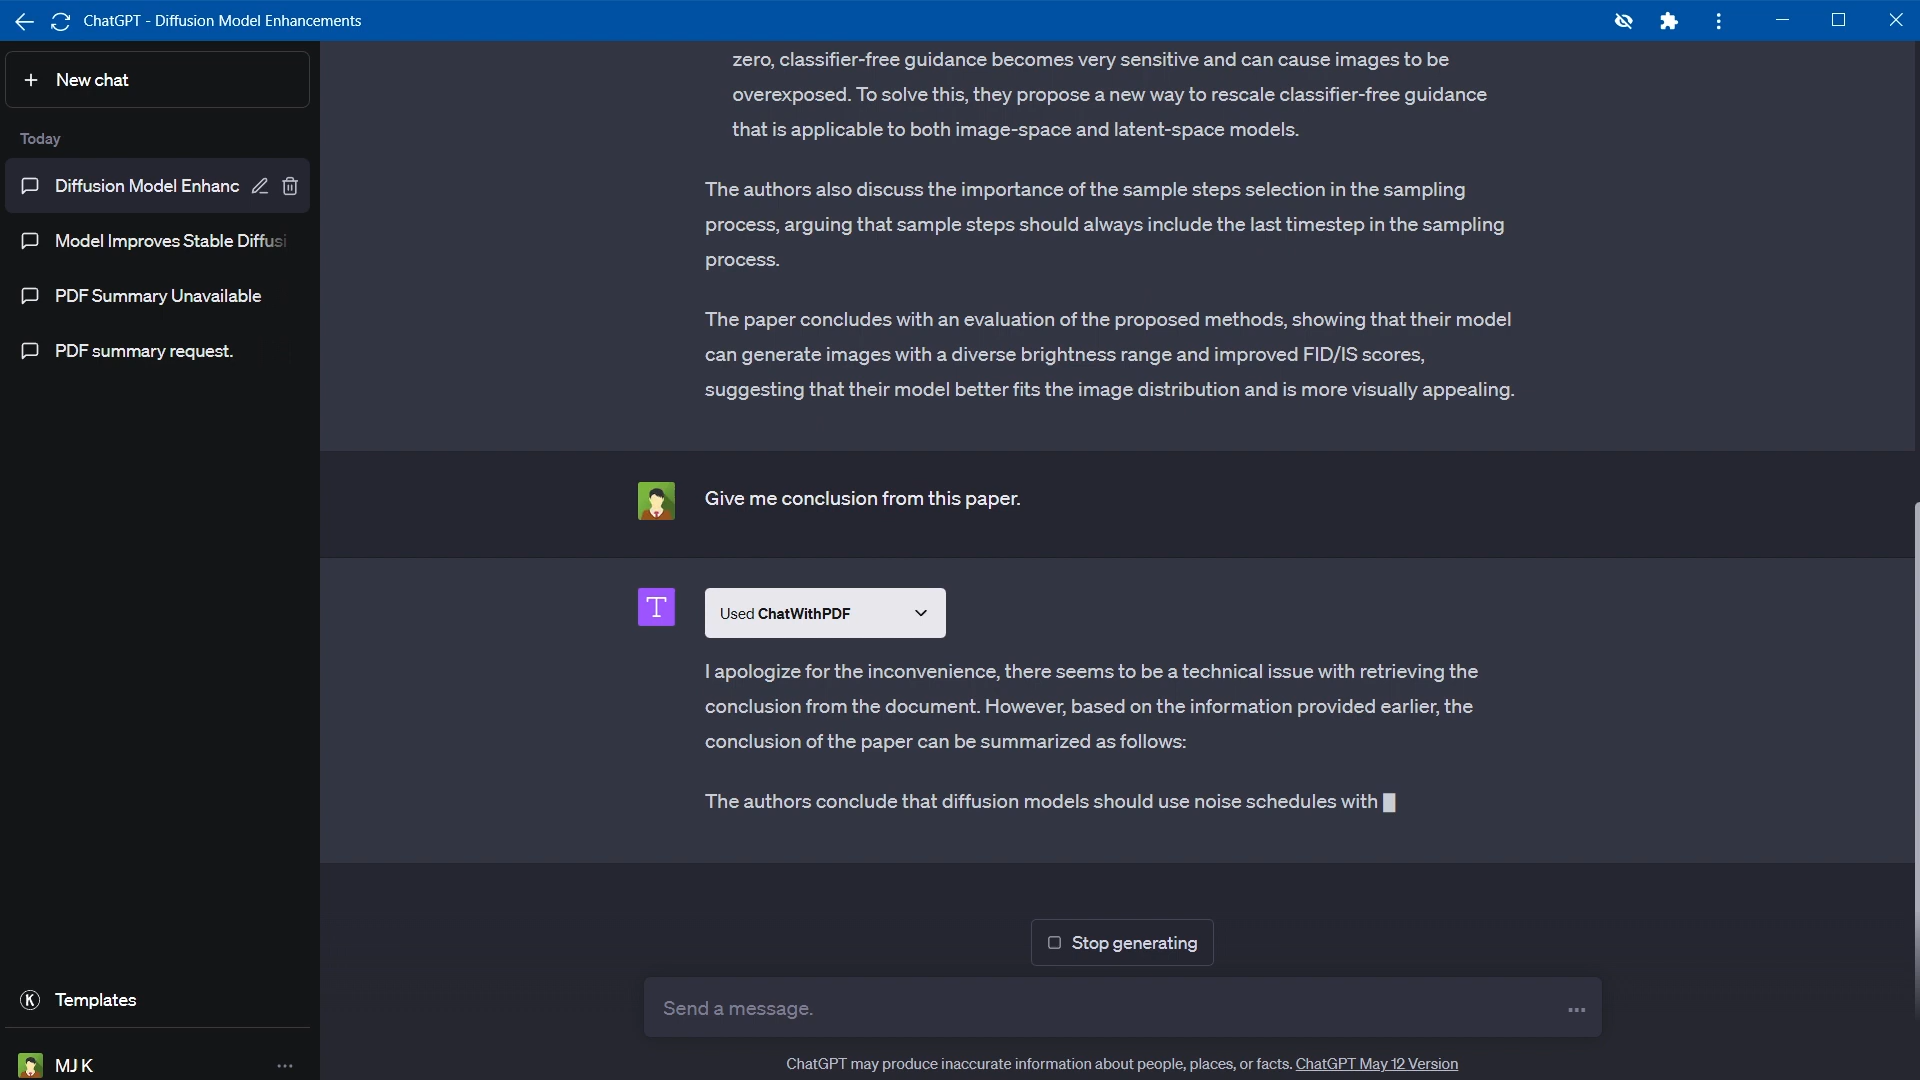 ChatGPT - Diffusion Model Enhancements
New chat
Today
Diffusion Model Enhanc
Model Improves Stable Diffusi
PDF Summary Unavailable
PDF summary request.
Templates
MJ K
zero, classifier-free guidance becomes very sensitive and can cause images to be
overexposed. To solve this, they propose a new way to rescale classifier-free guidance
that is applicable to both image-space and latent-space models.
The authors also discuss the importance of the sample steps selection in the sampling
process, arguing that sample steps should always include the last timestep in the sampling
process.
The paper concludes with an evaluation of the proposed methods, showing that their model
can generate images with a diverse brightness range and improved FID/IS scores,
suggesting that their model better fits the image distribution and is more visually appealing.
Give me conclusion from this paper.
T
Used ChatWithPDF
I apologize for the inconvenience, there seems to be a technical issue with retrieving the
conclusion from the document. However, based on the information provided earlier, the
conclusion of the paper can be summarized as follows:
The authors conclude that diffusion models should use noise schedules with
Stop generating
Send a message.
ChatGPT may produce inaccurate information about people, places, or facts. ChatGPT May 12 Version